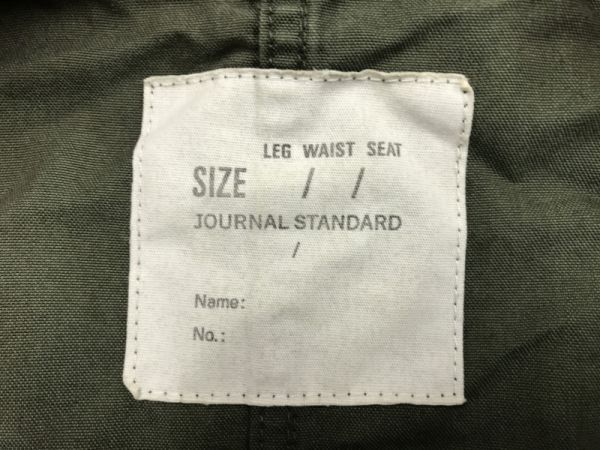 LEG WAIST SEAT
SIZE / /
JOURNAL STANDARD
/
Name:
No.: